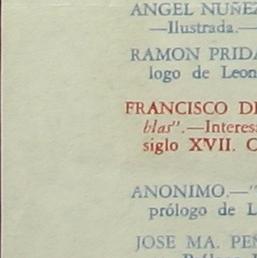 ANGEL NUÑEZ
—Ilustrada.—
RAMON PRIDA
logo de Leon
FRANCISCO DE
blas".—Interes
siglo XVII. C
ANONIMO.—"
prólogo de L
JOSE MA. PEÑ